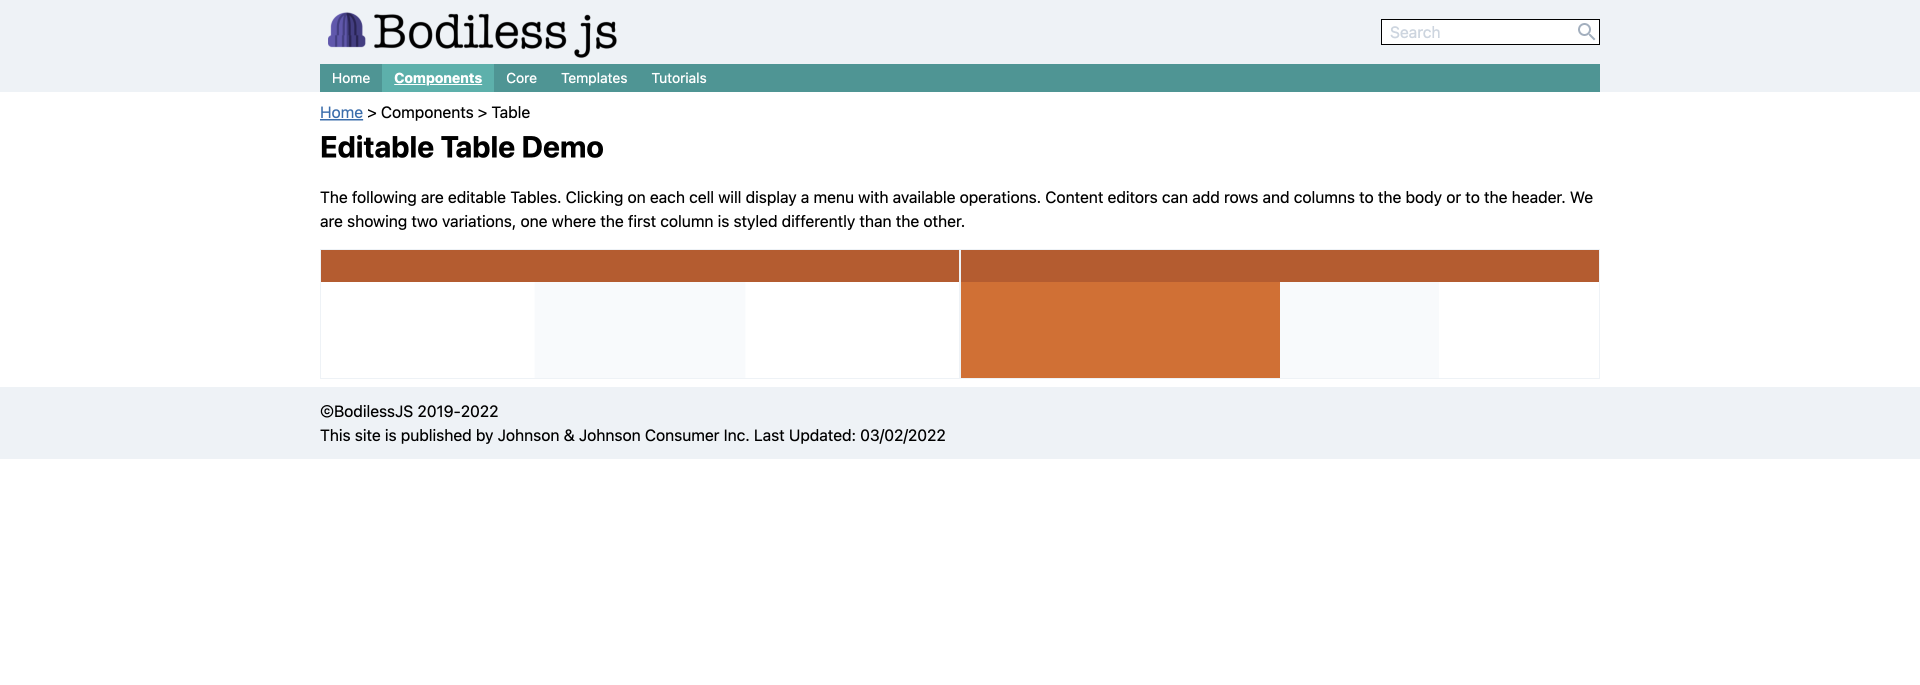 Bodiless js
Search
Home Components Core Templates Tutorials
Home > Components > Table
Editable Table Demo
The following are editable Tables. Clicking on each cell will display a menu with available operations. Content editors can add rows and columns to the body or to the header. We
are showing two variations, one where the first column is styled differently than the other.
©BodilessJS 2019-2022
This site is published by Johnson & Johnson Consumer Inc. Last Updated: 03/02/2022